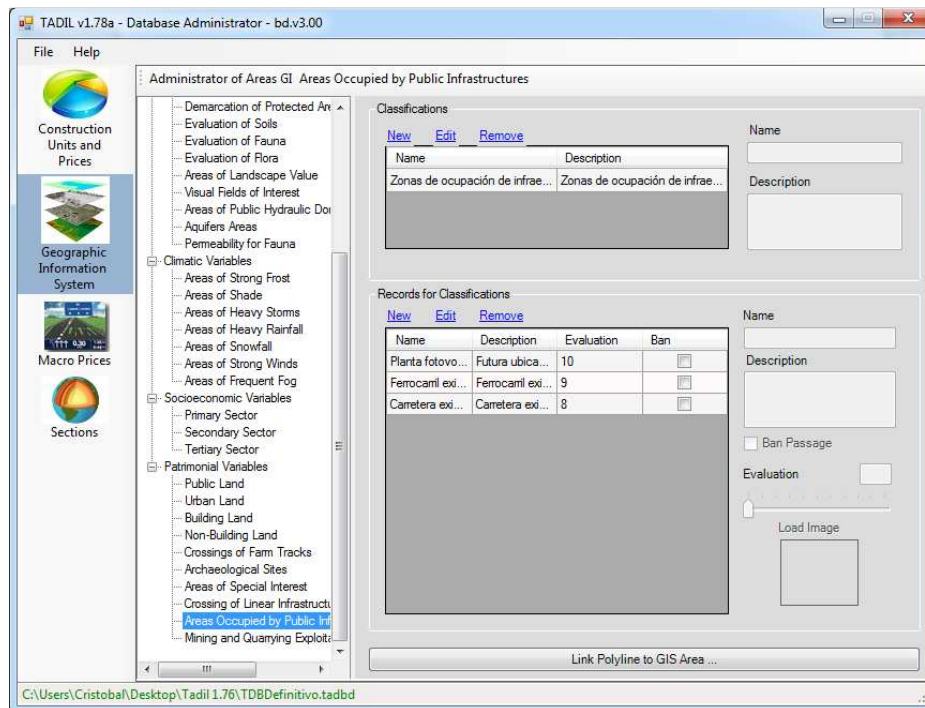 TADIL v1.78a - Database Administrator - bd.v3.00
File Help
Construction
Units and
Prices
Geographic
Information
System
Macro Prices
Sections
Administrator of Areas GI Areas Occupied by Public Infrastructures
Demarcation of Protected Are
Evaluation of Soils
Evaluation of Fauna
Evaluation of Flora
Areas of Landscape Value
Visual Fields of Interest
Areas of Public Hydraulic Dor
Aquifers Areas
Permeability for Fauna
Climatic Variables
Areas of Strong Frost
Areas of Shade
Areas of Heavy Storms
Areas of Heavy Rainfall
Areas of Snowfall
Areas of Strong Winds
Areas of Frequent Fog
Socioeconomic Variables
Primary Sector
Secondary Sector
Tertiary Sector
Patrimonial Variables
Public Land
Urban Land
Building Land
Non-Building Land
Crossings of Farm Tracks
Archaeological Sites
Areas of Special Interest
Crossing of Linear Infrastructu
Areas Occupied by Public Inf
Mining and Quarrying Exploita
Classifications
New Edit Remove
Name Description
Zonas de ocupación de infrae... Zonas de ocupación de infrae...
Name
Description
Records for Classifications
New Edit Remove
Name Description Evaluation Ban
Planta fotovo... Futura ubica... 10
Ferrocarril exi... Ferrocarril exi... 9
Carretera exi... Carretera exi... 8
Name
Description
Ban Passage
Evaluation
Load Image
Link Polyline to GIS Area ...
C:\Users\Cristobal\Desktop\Tadil 1.76\TDBDefinitivo.tadbd